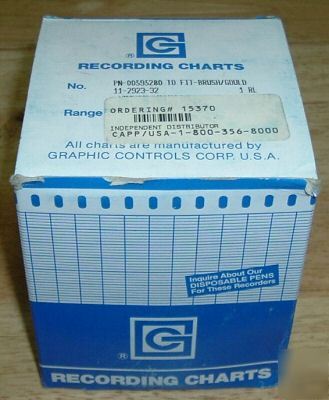 G
®
RECORDING CHARTS
No. PN-00595280 TO FIT-BRUSH/GOULD
11-2923-32 1 RL
Range
ORDERING# 15370
INDEPENDENT DISTRIBUTOR
CAPP/USA-1-800-356-8000
All charts are manufactured by
GRAPHIC CONTROLS CORP. U.S.A.
Inquire About Our
DISPOSABLE PENS
For These Recorders
G
®
RECORDING CHARTS